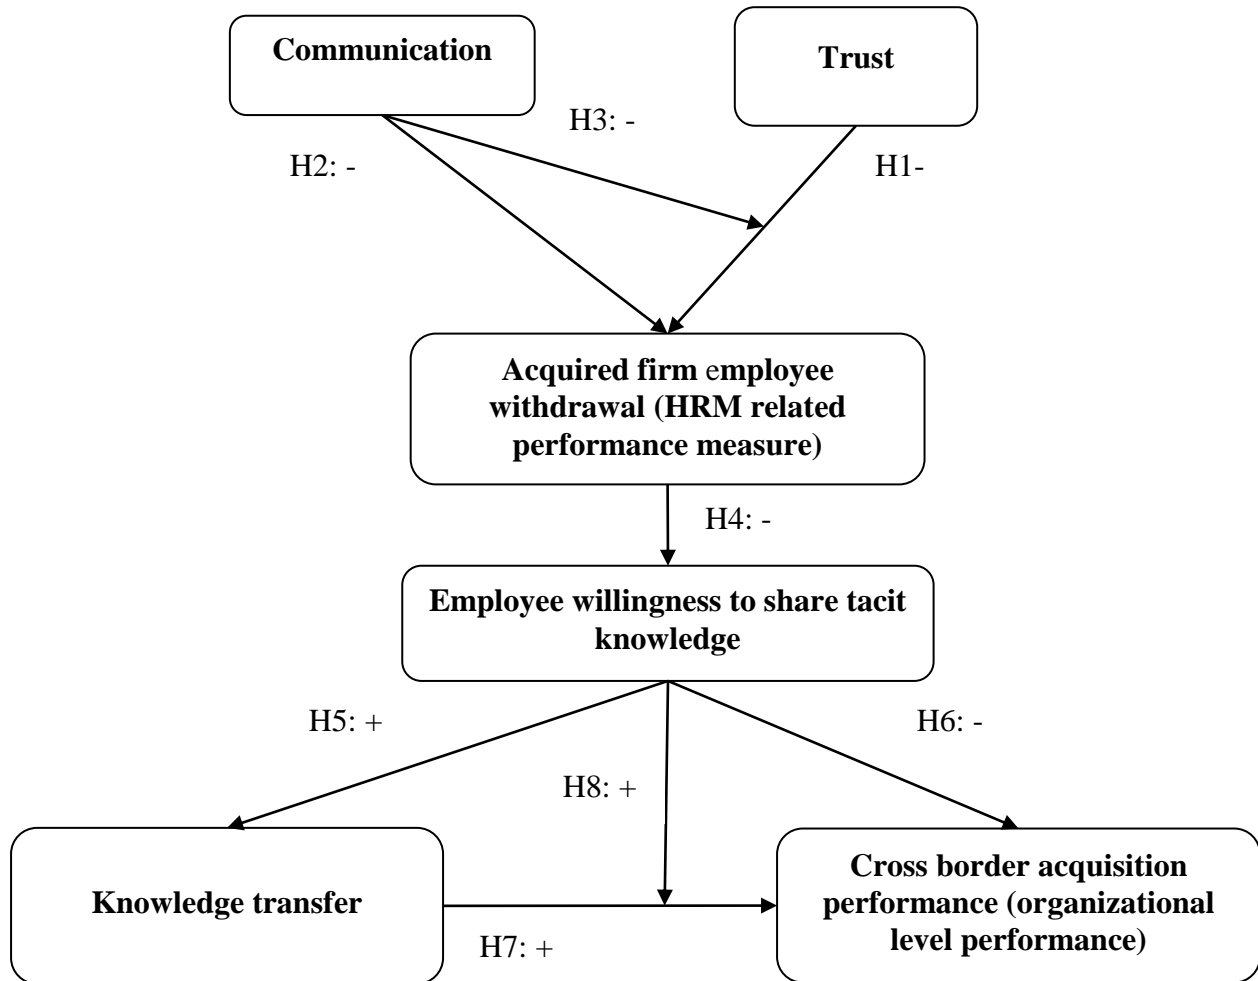 Communication
Trust
H3: -
H2: -
H1-
Acquired firm employee
withdrawal (HRM related
performance measure)
H4: -
Employee willingness to share tacit
knowledge
H5: +
H6: -
H8: +
Knowledge transfer
Cross border acquisition
performance (organizational
level performance)
H7: +